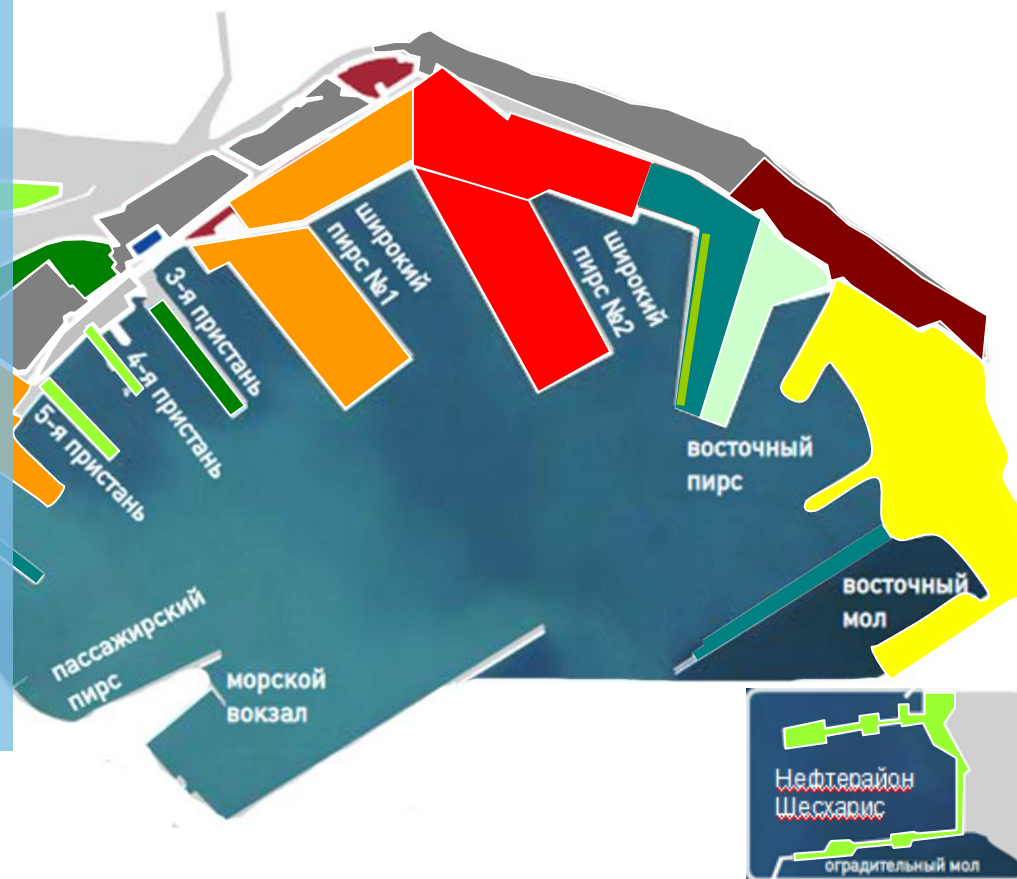 широкий
пирс №1
широкий
пирс №2
3-я пристань
4-я пристань
5-я пристань
восточный
пирс
восточный
мол
пассажирский
пирс
морской
вокзал
Нефтерайон
Шесхарис
оградительный мол